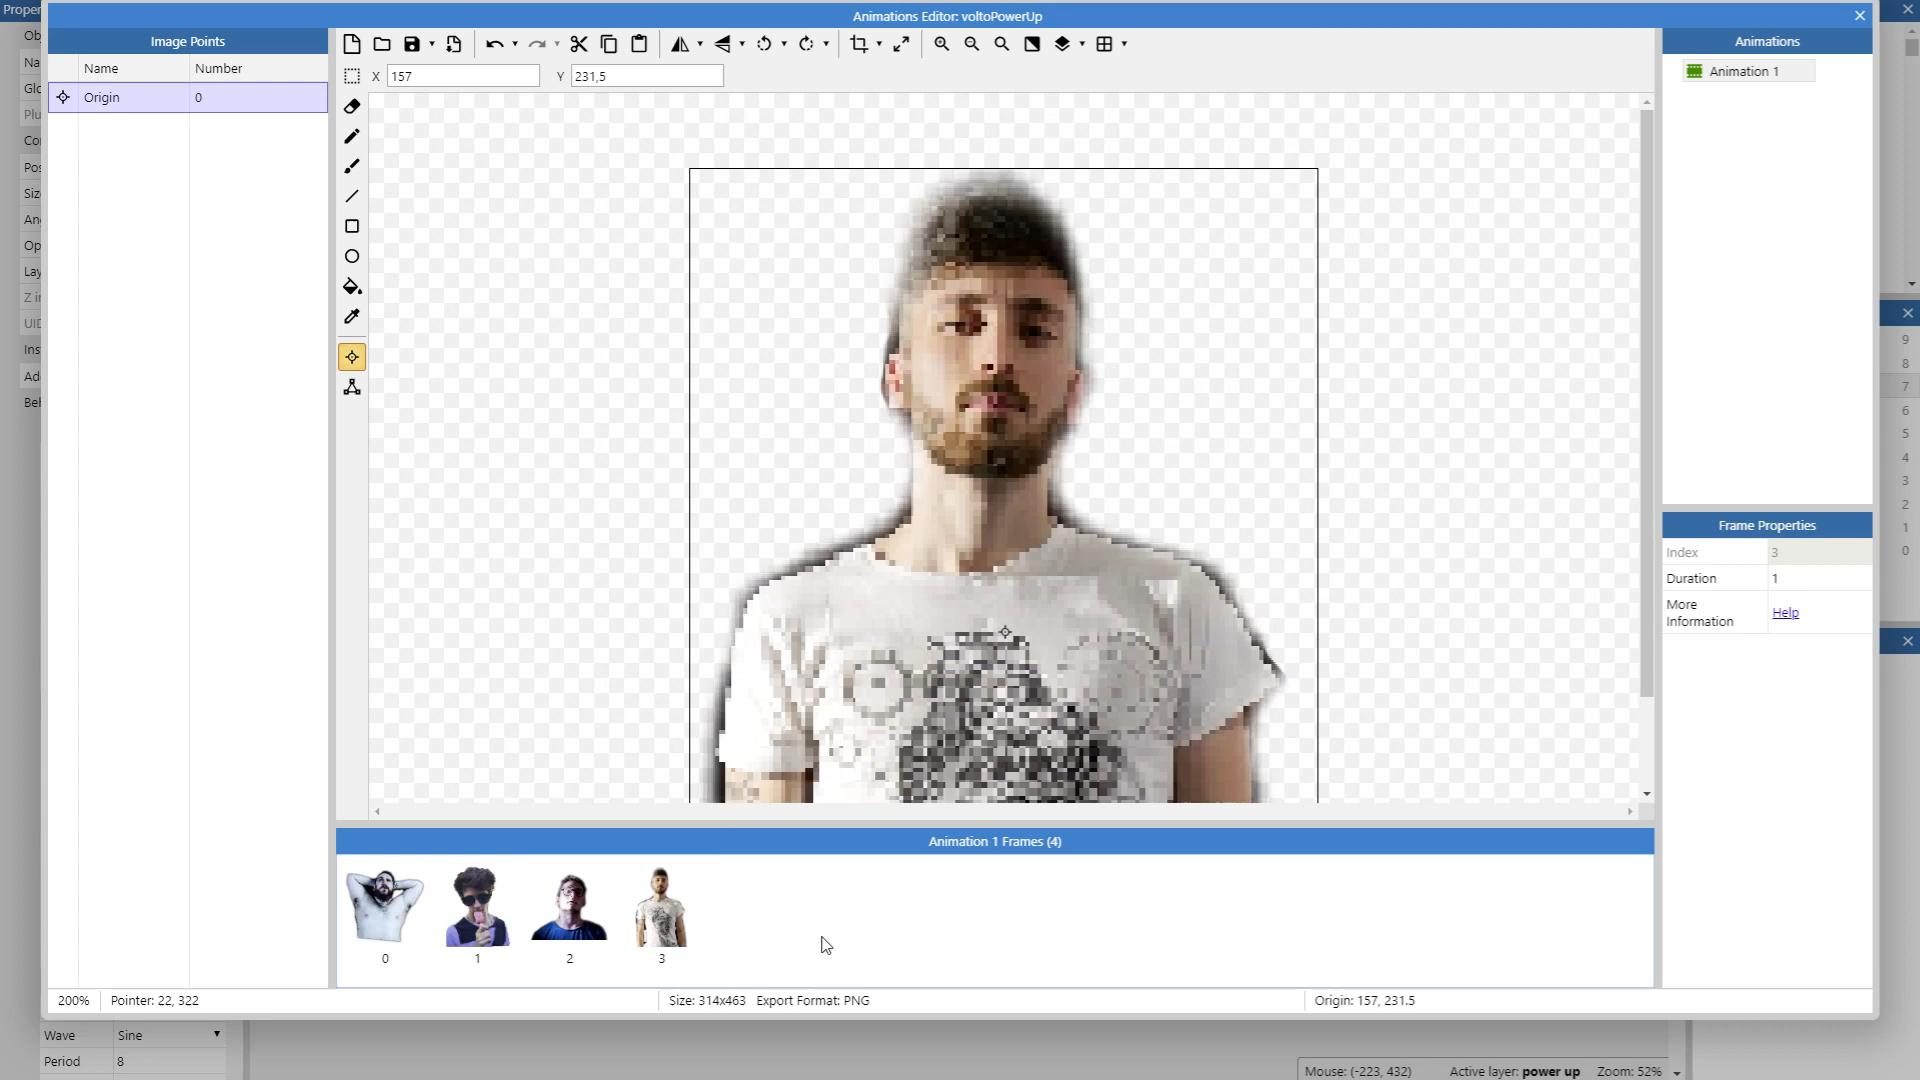 Proper
Animations Editor: voltoPowerUp
Image Points
Name Number
Origin 0
X 157 Y 231,5
Animations
Animation 1
Ob
Na
Glo
Plu
Co
Pos
Siz
An
Op
Lay
Z in
UID
Ins
Ad
Beh
9
8
7
6
5
4
3
2
1
0
Frame Properties
Index 3
Duration 1
More Information Help
Animation 1 Frames (4)
0 1 2 3
200% Pointer: 22, 322 Size: 314x463 Export Format: PNG Origin: 157, 231.5
Wave Sine
Period 8
Mouse: (-223, 432) Active layer: power up Zoom: 52%